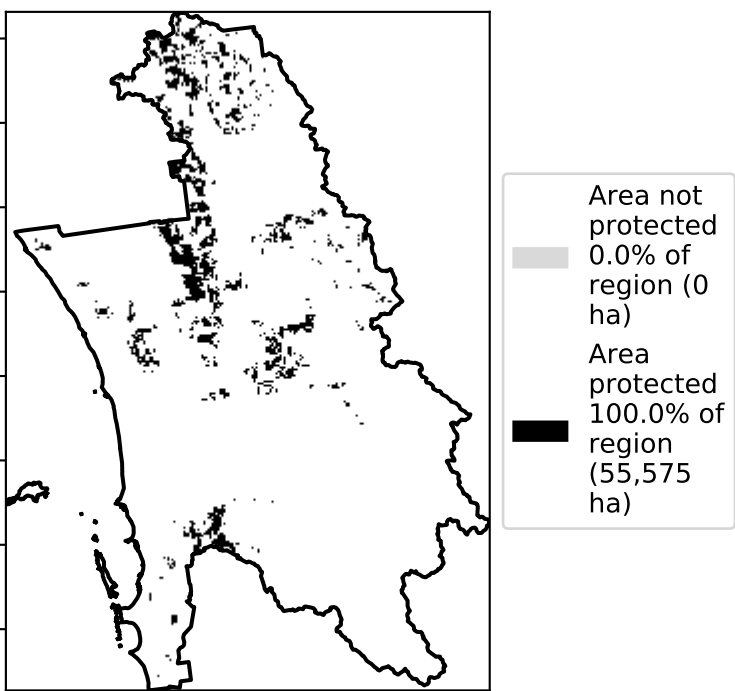 Area not
protected
0.0% of
region (0
ha)
Area
protected
100.0% of
region
(55,575
ha)